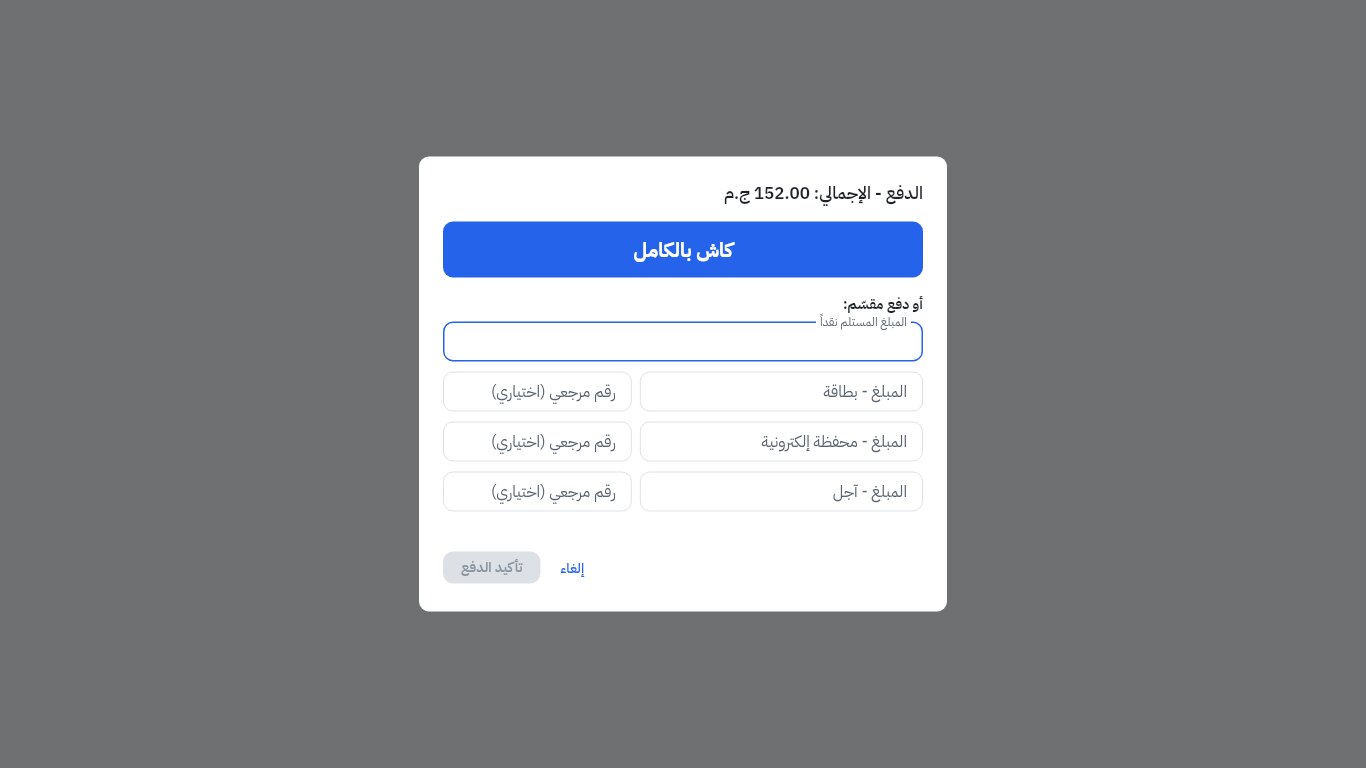 الدفع - الإجمالي: 152.00 ج.م
كاش بالكامل
أو دفع مقسّم:
المبلغ المستلم نقداً
المبلغ - بطاقة رقم مرجعي (اختياري)
المبلغ - محفظة إلكترونية رقم مرجعي (اختياري)
المبلغ - آجل رقم مرجعي (اختياري)
إلغاء تأكيد الدفع